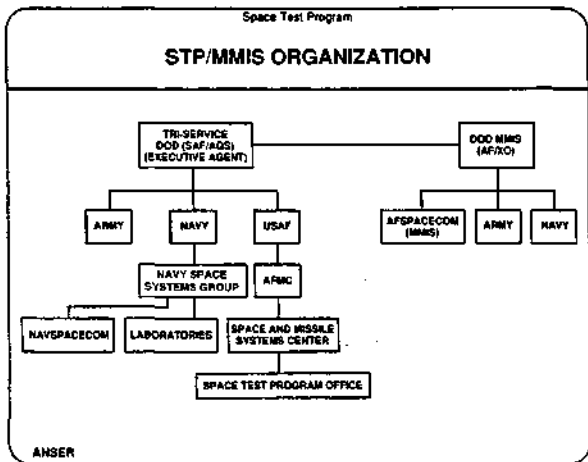 Space Test Program
STP/MMIS ORGANIZATION
TRI-SERVICE
DOD (SAF/AQS)
(EXECUTIVE AGENT)
DOD MMIS
(AF/XO)
ARMY
NAVY
USAF
AFSPACECOM
(MMIS)
ARMY
NAVY
NAVY SPACE
SYSTEMS GROUP
AFMC
NAVSPACECOM
LABORATORIES
SPACE AND MISSILE
SYSTEMS CENTER
SPACE TEST PROGRAM OFFICE
ANSER